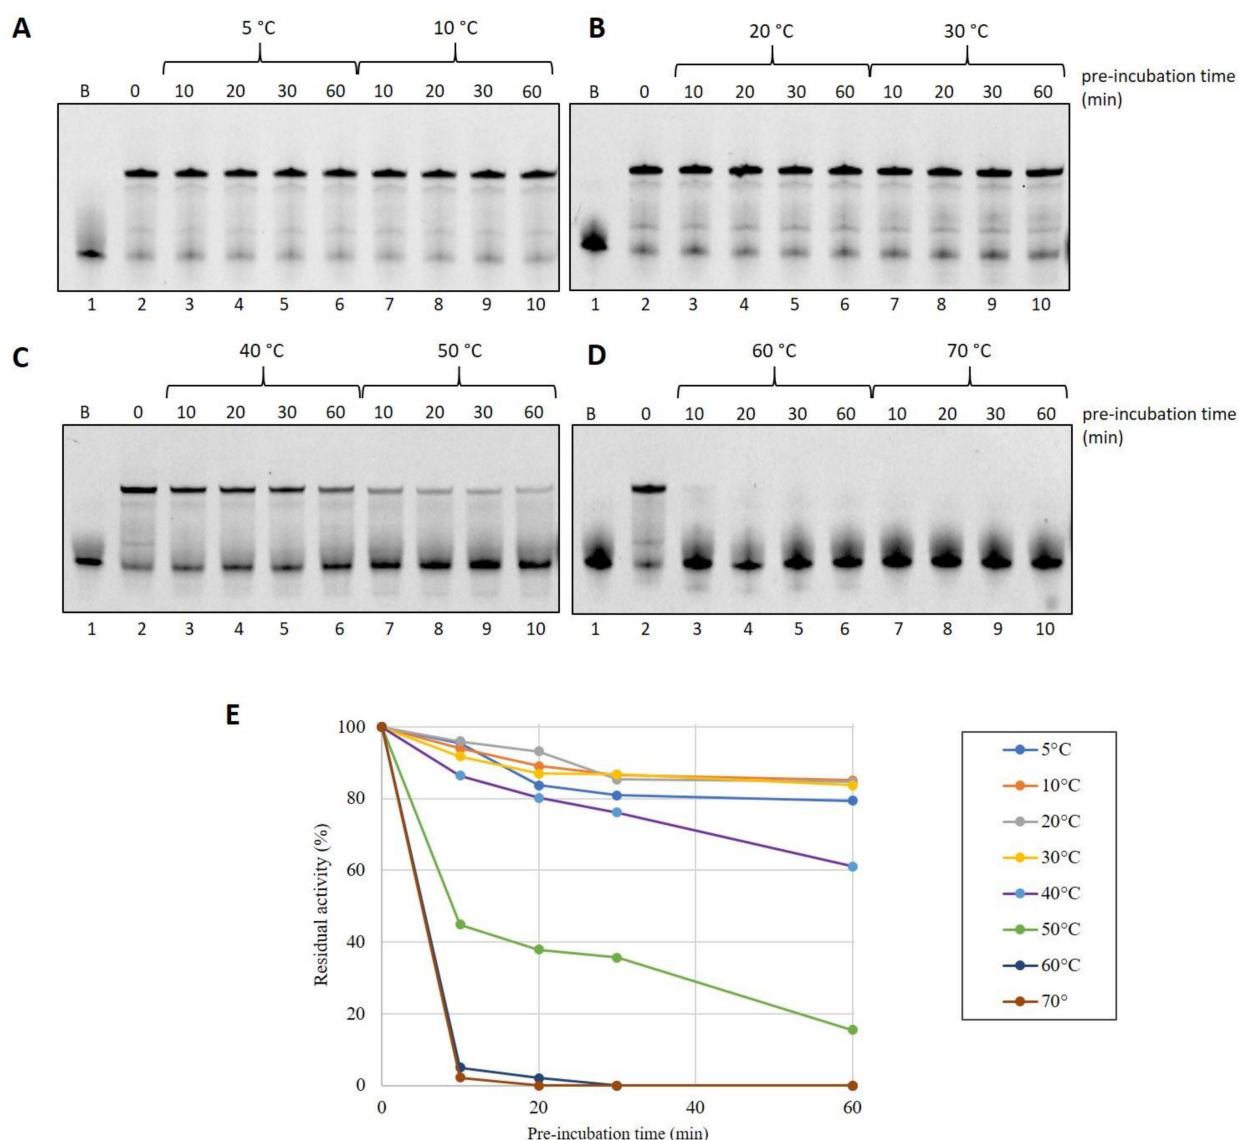 A
5 °C
10 °C
B
20 °C
30 °C
B 0 10 20 30 60 10 20 30 60
B 0 10 20 30 60 10 20 30 60
pre-incubation time
(min)
1 2 3 4 5 6 7 8 9 10
1 2 3 4 5 6 7 8 9 10
C
40 °C
50 °C
D
60 °C
70 °C
B 0 10 20 30 60 10 20 30 60
B 0 10 20 30 60 10 20 30 60
pre-incubation time
(min)
1 2 3 4 5 6 7 8 9 10
1 2 3 4 5 6 7 8 9 10
E
Residual activity (%)
100
80
60
40
20
0
0 20 40 60
Pre-incubation time (min)
5°C
10°C
20°C
30°C
40°C
50°C
60°C
70°